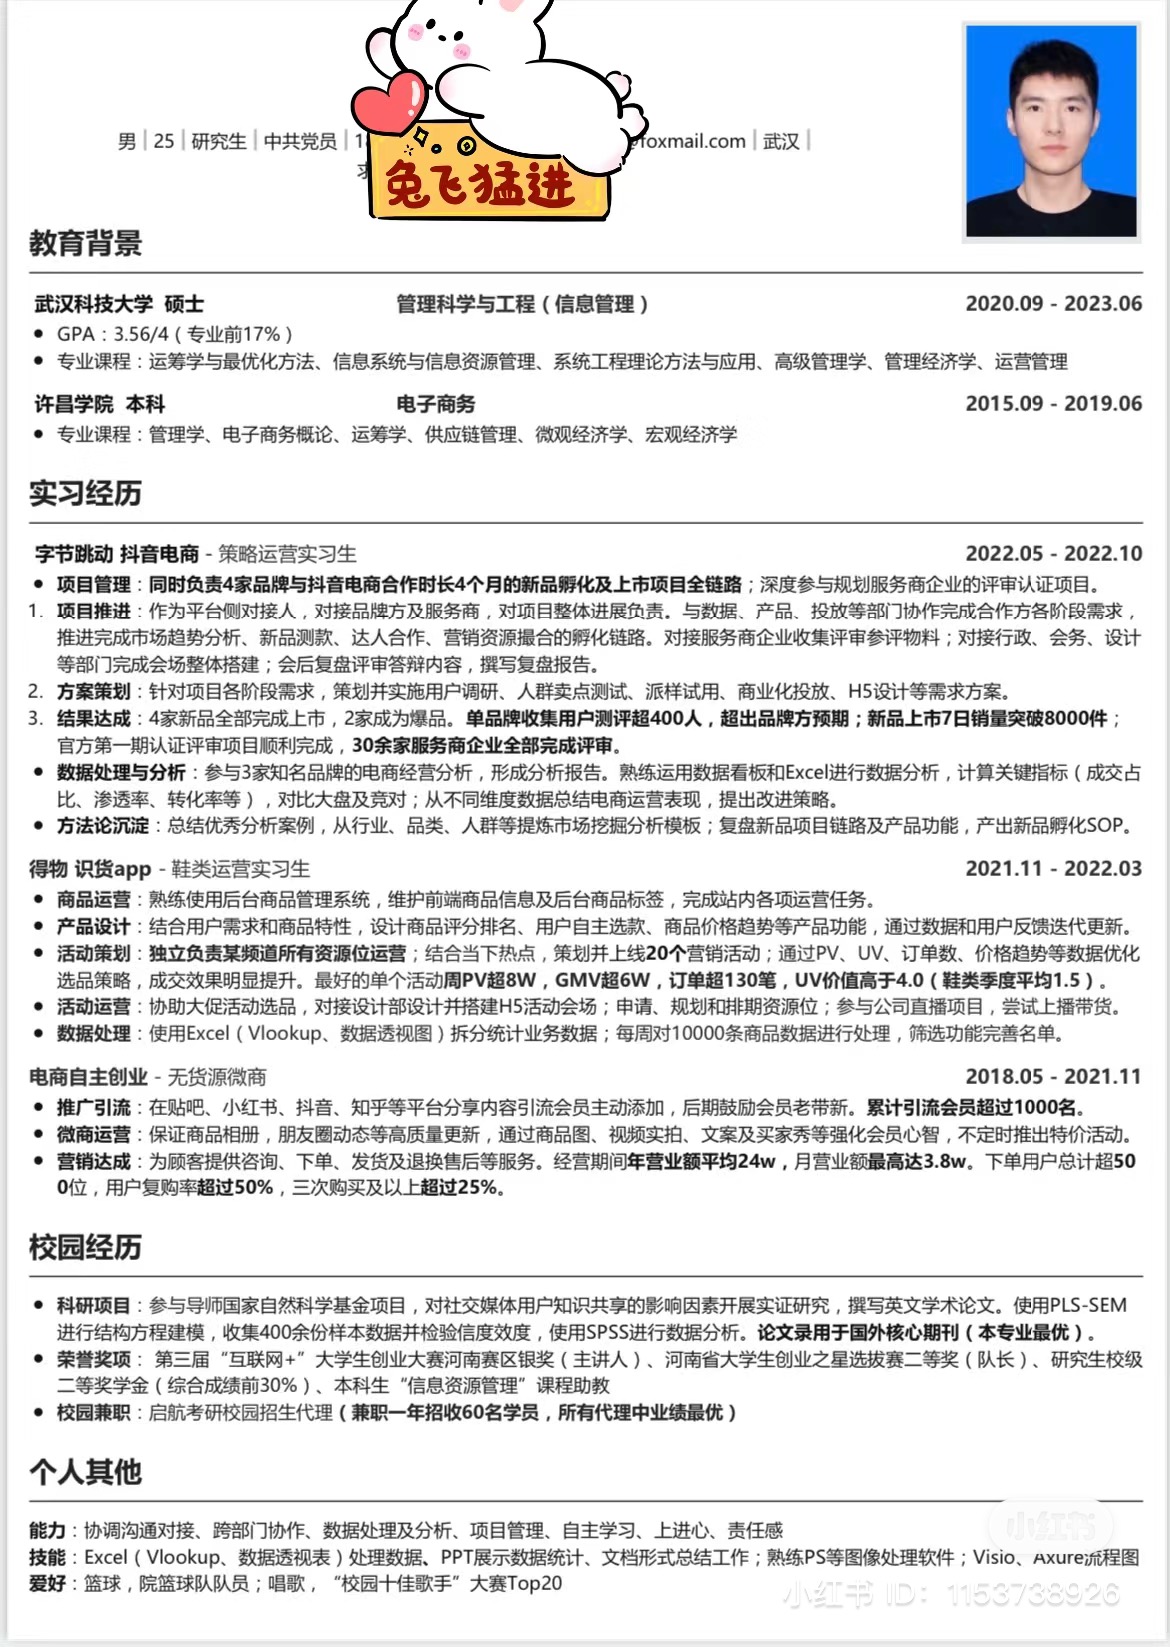 男 | 25 | 研究生 | 中共党员 | 1
foxmail.com | 武汉 |
求
兔飞猛进
教育背景
武汉科技大学 硕士 管理科学与工程（信息管理） 2020.09 - 2023.06
● GPA：3.56/4（专业前17%）
● 专业课程：运筹学与最优化方法、信息系统与信息资源管理、系统工程理论方法与应用、高级管理学、管理经济学、运营管理
许昌学院 本科 电子商务 2015.09 - 2019.06
● 专业课程：管理学、电子商务概论、运筹学、供应链管理、微观经济学、宏观经济学
实习经历
字节跳动 抖音电商 - 策略运营实习生 2022.05 - 2022.10
● 项目管理：同时负责4家品牌与抖音电商合作时长4个月的新品孵化及上市项目全链路；深度参与规划服务商企业的评审认证项目。
1. 项目推进：作为平台侧对接人，对接品牌方及服务商，对项目整体进展负责。与数据、产品、投放等部门协作完成合作方各阶段需求，
推进完成市场趋势分析、新品测款、达人合作、营销资源撮合的孵化链路。对接服务商企业收集评审参评物料；对接行政、会务、设计
等部门完成会场整体搭建；会后复盘评审答辩内容，撰写复盘报告。
2. 方案策划：针对项目各阶段需求，策划并实施用户调研、人群卖点测试、派样试用、商业化投放、H5设计等需求方案。
3. 结果达成：4家新品全部完成上市，2家成为爆品。单品牌收集用户测评超400人，超出品牌方预期；新品上市7日销量突破8000件；
官方第一期认证评审项目顺利完成，30余家服务商企业全部完成评审。
● 数据处理与分析：参与3家知名品牌的电商经营分析，形成分析报告。熟练运用数据看板和Excel进行数据分析，计算关键指标（成交占
比、渗透率、转化率等），对比大盘及竞对；从不同维度数据总结电商运营表现，提出改进策略。
● 方法论沉淀：总结优秀分析案例，从行业、品类、人群等提炼市场挖掘分析模板；复盘新品项目链路及产品功能，产出新品孵化SOP。
得物 识货app - 鞋类运营实习生 2021.11 - 2022.03
● 商品运营：熟练使用后台商品管理系统，维护前端商品信息及后台商品标签，完成站内各项运营任务。
● 产品设计：结合用户需求和商品特性，设计商品评分排名、用户自主选款、商品价格趋势等产品功能，通过数据和用户反馈迭代更新。
● 活动策划：独立负责某频道所有资源位运营；结合当下热点，策划并上线20个营销活动；通过PV、UV、订单数、价格趋势等数据优化
选品策略，成交效果明显提升。最好的单个活动周PV超8W，GMV超6W，订单超130笔，UV价值高于4.0（鞋类季度平均1.5）。
● 活动运营：协助大促活动选品，对接设计部设计并搭建H5活动会场；申请、规划和排期资源位；参与公司直播项目，尝试上播带货。
● 数据处理：使用Excel（Vlookup、数据透视图）拆分统计业务数据；每周对10000条商品数据进行处理，筛选功能完善名单。
电商自主创业 - 无货源微商 2018.05 - 2021.11
● 推广引流：在贴吧、小红书、抖音、知乎等平台分享内容引流会员主动添加，后期鼓励会员老带新。累计引流会员超过1000名。
● 微商运营：保证商品相册，朋友圈动态等高质量更新，通过商品图、视频实拍、文案及买家秀等强化会员心智，不定时推出特价活动。
● 营销达成：为顾客提供咨询、下单、发货及退换售后等服务。经营期间年营业额平均24w，月营业额最高达3.8w。下单用户总计超50
0位，用户复购率超过50%，三次购买及以上超过25%。
校园经历
● 科研项目：参与导师国家自然科学基金项目，对社交媒体用户知识共享的影响因素开展实证研究，撰写英文学术论文。使用PLS-SEM
进行结构方程建模，收集400余份样本数据并检验信度效度，使用SPSS进行数据分析。论文录用于国外核心期刊（本专业最优）。
● 荣誉奖项： 第三届“互联网+”大学生创业大赛河南赛区银奖（主讲人）、河南省大学生创业之星选拔赛二等奖（队长）、研究生校级
二等奖学金（综合成绩前30%）、本科生“信息资源管理”课程助教
● 校园兼职：启航考研校园招生代理（兼职一年招收60名学员，所有代理中业绩最优）
个人其他
能力：协调沟通对接、跨部门协作、数据处理及分析、项目管理、自主学习、上进心、责任感
技能：Excel（Vlookup、数据透视表）处理数据、PPT展示数据统计、文档形式总结工作；熟练PS等图像处理软件；Visio、Axure流程图
爱好：篮球，院篮球队队员；唱歌，“校园十佳歌手”大赛Top20
小红书
小红书 ID: 1153738926